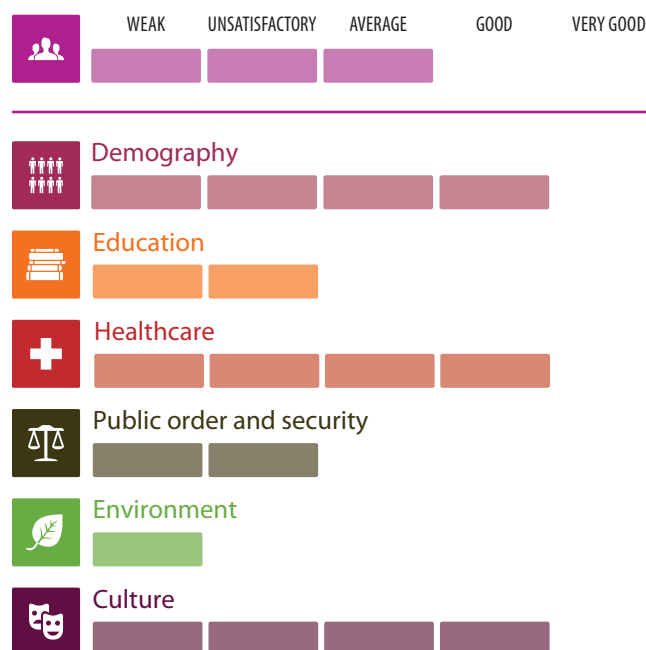 WEAK UNSATISFACTORY AVERAGE GOOD VERY GOOD
Demography
Education
Healthcare
Public order and security
Environment
Culture